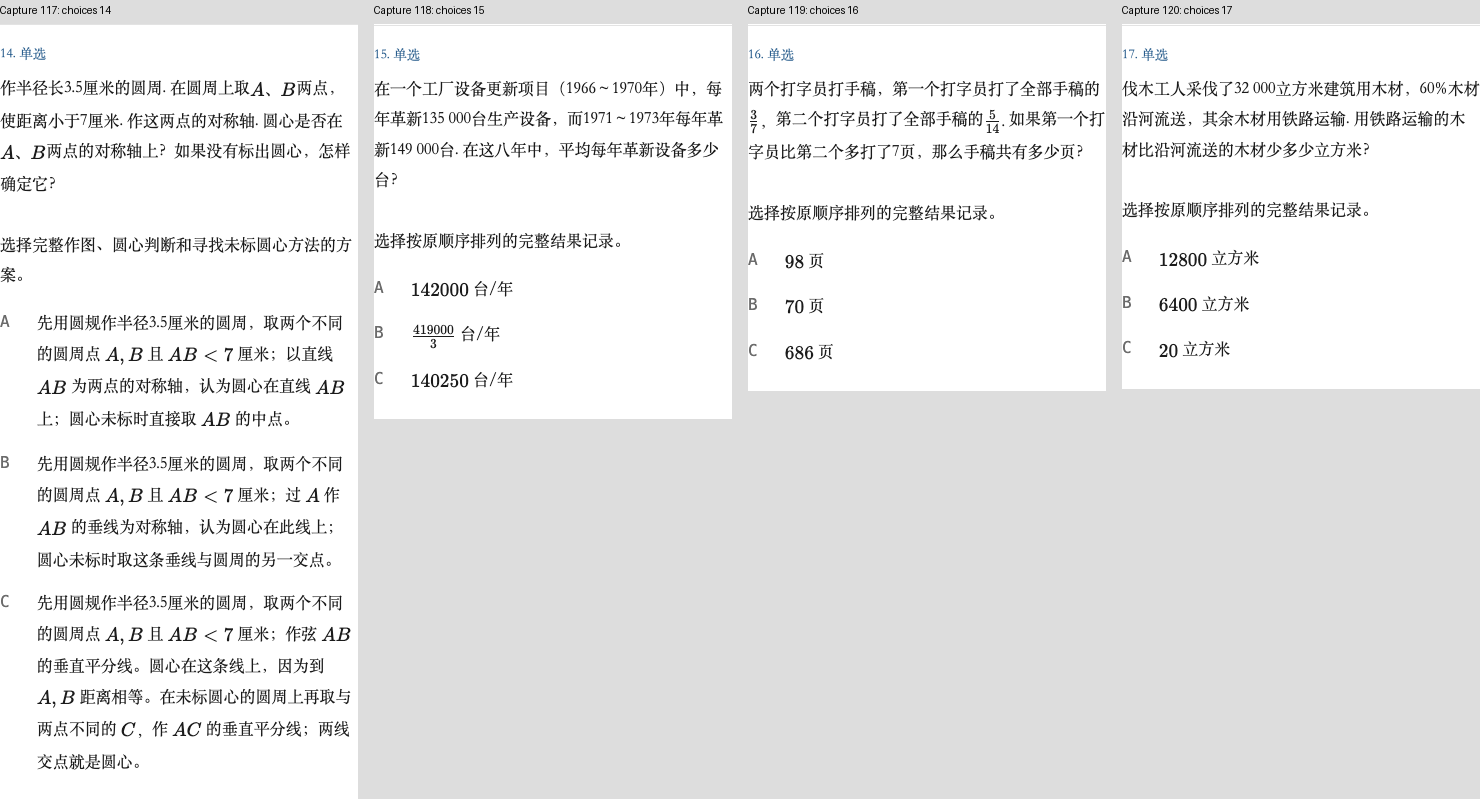 Capture 117: choices 14
14. 单选
作半径长3.5厘米的圆周. 在圆周上取A、B两点,
使距离小于7厘米. 作这两点的对称轴. 圆心是否在
A、B两点的对称轴上? 如果没有标出圆心, 怎样
确定它?
选择完整作图、圆心判断和寻找未标圆心方法的方
案。
A 先用圆规作半径3.5厘米的圆周，取两个不同
的圆周点 A, B 且 AB < 7 厘米；以直线
AB 为两点的对称轴，认为圆心在直线 AB
上；圆心未标时直接取 AB 的中点。
B 先用圆规作半径3.5厘米的圆周，取两个不同
的圆周点 A, B 且 AB < 7 厘米；过 A 作
AB 的垂线为对称轴，认为圆心在此线上；
圆心未标时取这条垂线与圆周的另一交点。
C 先用圆规作半径3.5厘米的圆周，取两个不同
的圆周点 A, B 且 AB < 7 厘米；作弦 AB
的垂直平分线。圆心在这条线上，因为到
A, B 距离相等。在未标圆心的圆周上再取与
两点不同的 C，作 AC 的垂直平分线；两线
交点就是圆心。
Capture 118: choices 15
15. 单选
在一个工厂设备更新项目（1966～1970年）中，每
年革新135 000台生产设备，而1971～1973年每年革
新149 000台. 在这八年中，平均每年革新设备多少
台?
选择按原顺序排列的完整结果记录。
A 142000 台/年
B 419000/3 台/年
C 140250 台/年
Capture 119: choices 16
16. 单选
两个打字员打手稿，第一个打字员打了全部手稿的
3/7，第二个打字员打了全部手稿的5/14. 如果第一个打
字员比第二个多打了7页，那么手稿共有多少页?
选择按原顺序排列的完整结果记录。
A 98 页
B 70 页
C 686 页
Capture 120: choices 17
17. 单选
伐木工人采伐了32 000立方米建筑用木材，60%木材
沿河流送，其余木材用铁路运输. 用铁路运输的木
材比沿河流送的木材少多少立方米?
选择按原顺序排列的完整结果记录。
A 12800 立方米
B 6400 立方米
C 20 立方米